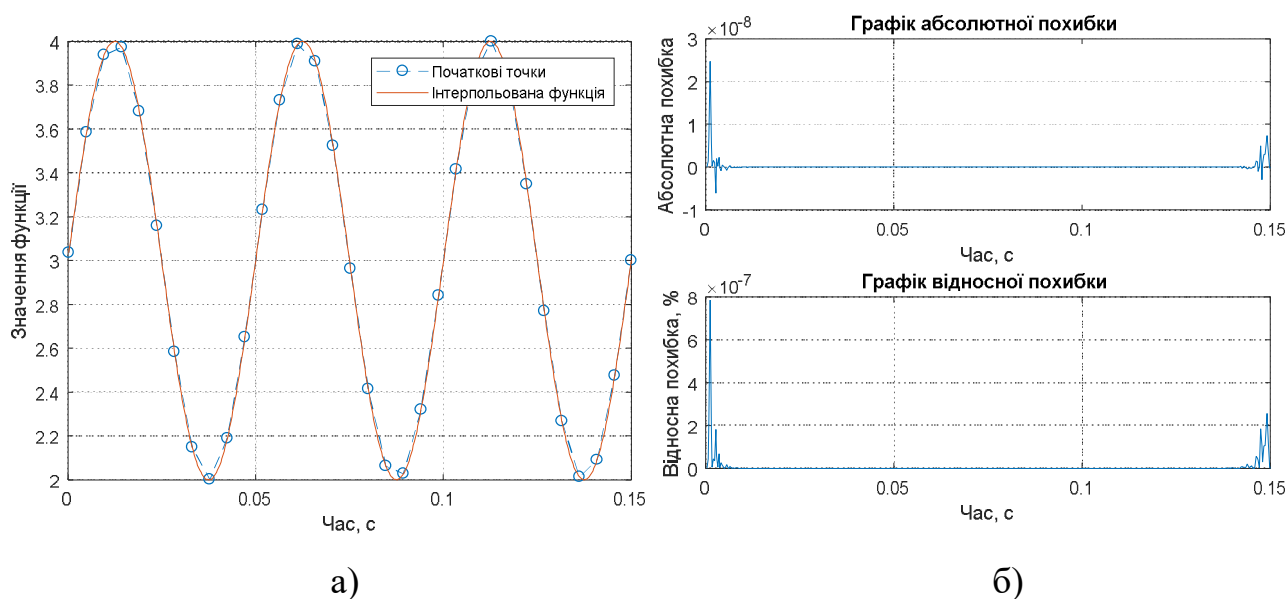 Значення функції
4
3.8
3.6
3.4
3.2
3
2.8
2.6
2.4
2.2
2
0
0.05
0.1
0.15
Час, с
Початкові точки
Інтерпольована функція
а)
Графік абсолютної похибки
×10^-8
Абсолютна похибка
3
2
1
0
-1
0
0.05
0.1
0.15
Час, с
Графік відносної похибки
×10^-7
Відносна похибка, %
8
6
4
2
0
0
0.05
0.1
0.15
Час, с
б)